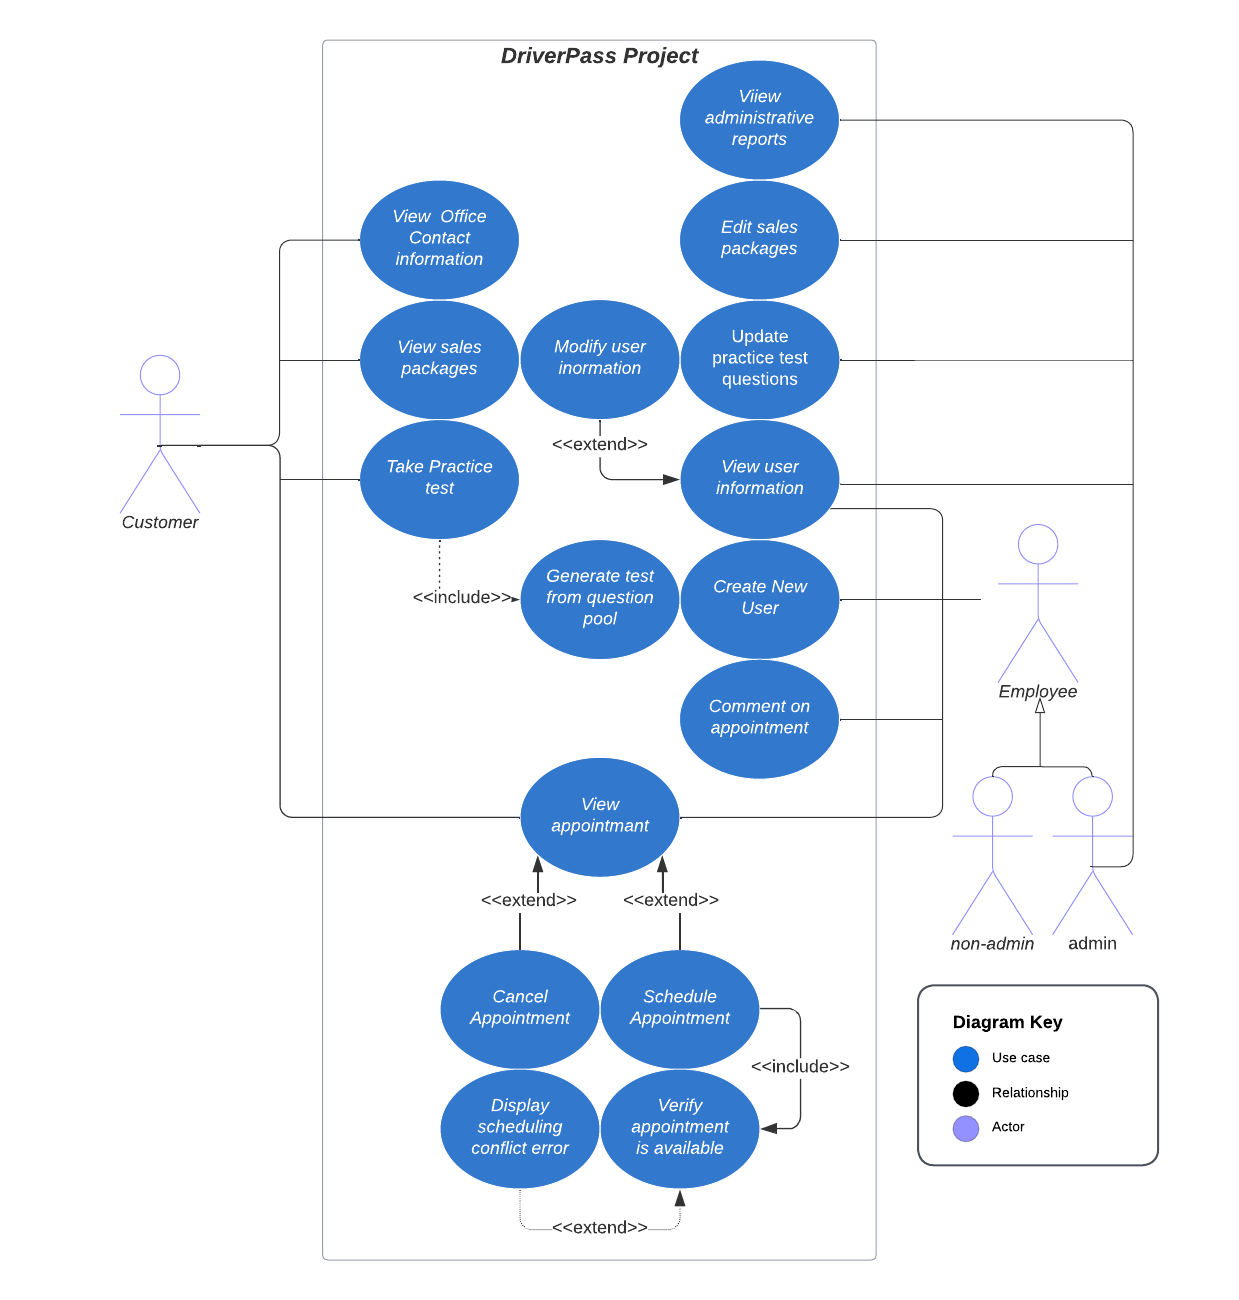 DriverPass Project
Viiew
administrative
reports
View  Office
Contact
information
Edit sales
packages
View sales
packages
Modify user
inormation
Update
practice test
questions
<<extend>>
Take Practice
test
View user
information
Customer
<<include>>
Generate test
from question
pool
Create New
User
Employee
Comment on
appointment
View
appointmant
<<extend>>
<<extend>>
non-admin
admin
Cancel
Appointment
Schedule
Appointment
<<include>>
Display
scheduling
conflict error
Verify
appointment
is available
<<extend>>
Diagram Key
Use case
Relationship
Actor